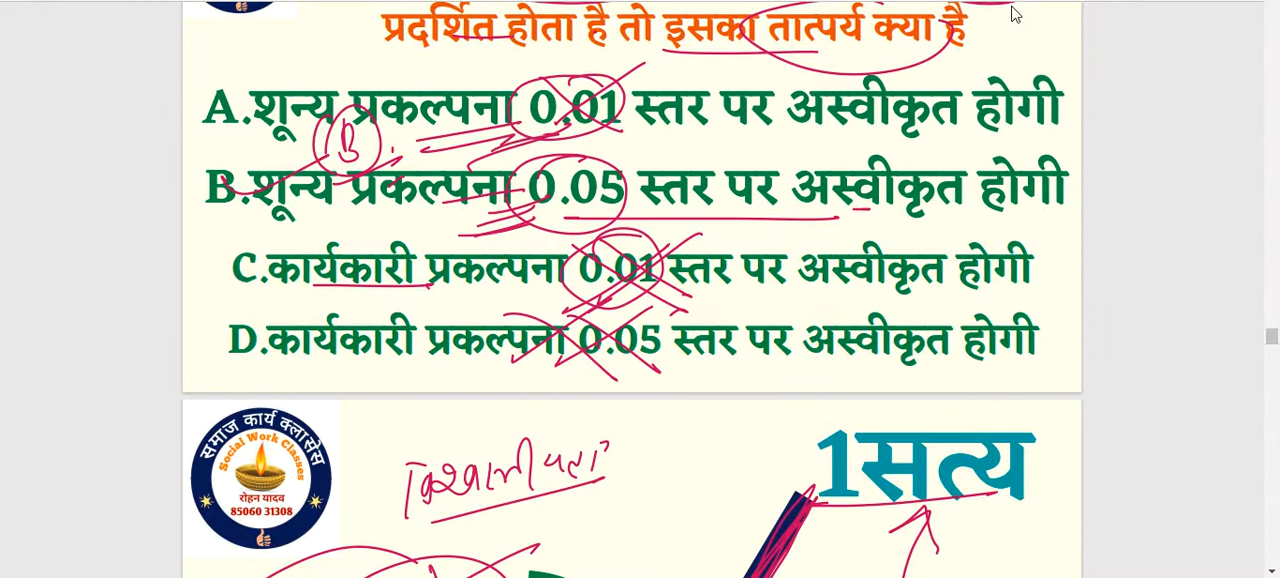 प्रदर्शित होता है तो इसका तात्पर्य क्या है
A.शून्य प्रकल्पना 0.01 स्तर पर अस्वीकृत होगी
B
B.शून्य प्रकल्पना 0.05 स्तर पर अस्वीकृत होगी
C.कार्यकारी प्रकल्पना 0.01 स्तर पर अस्वीकृत होगी
D.कार्यकारी प्रकल्पना 0.05 स्तर पर अस्वीकृत होगी
समाज कार्य क्लासेस
Social Work Classes
रोहन यादव
85060 31308
1सत्य